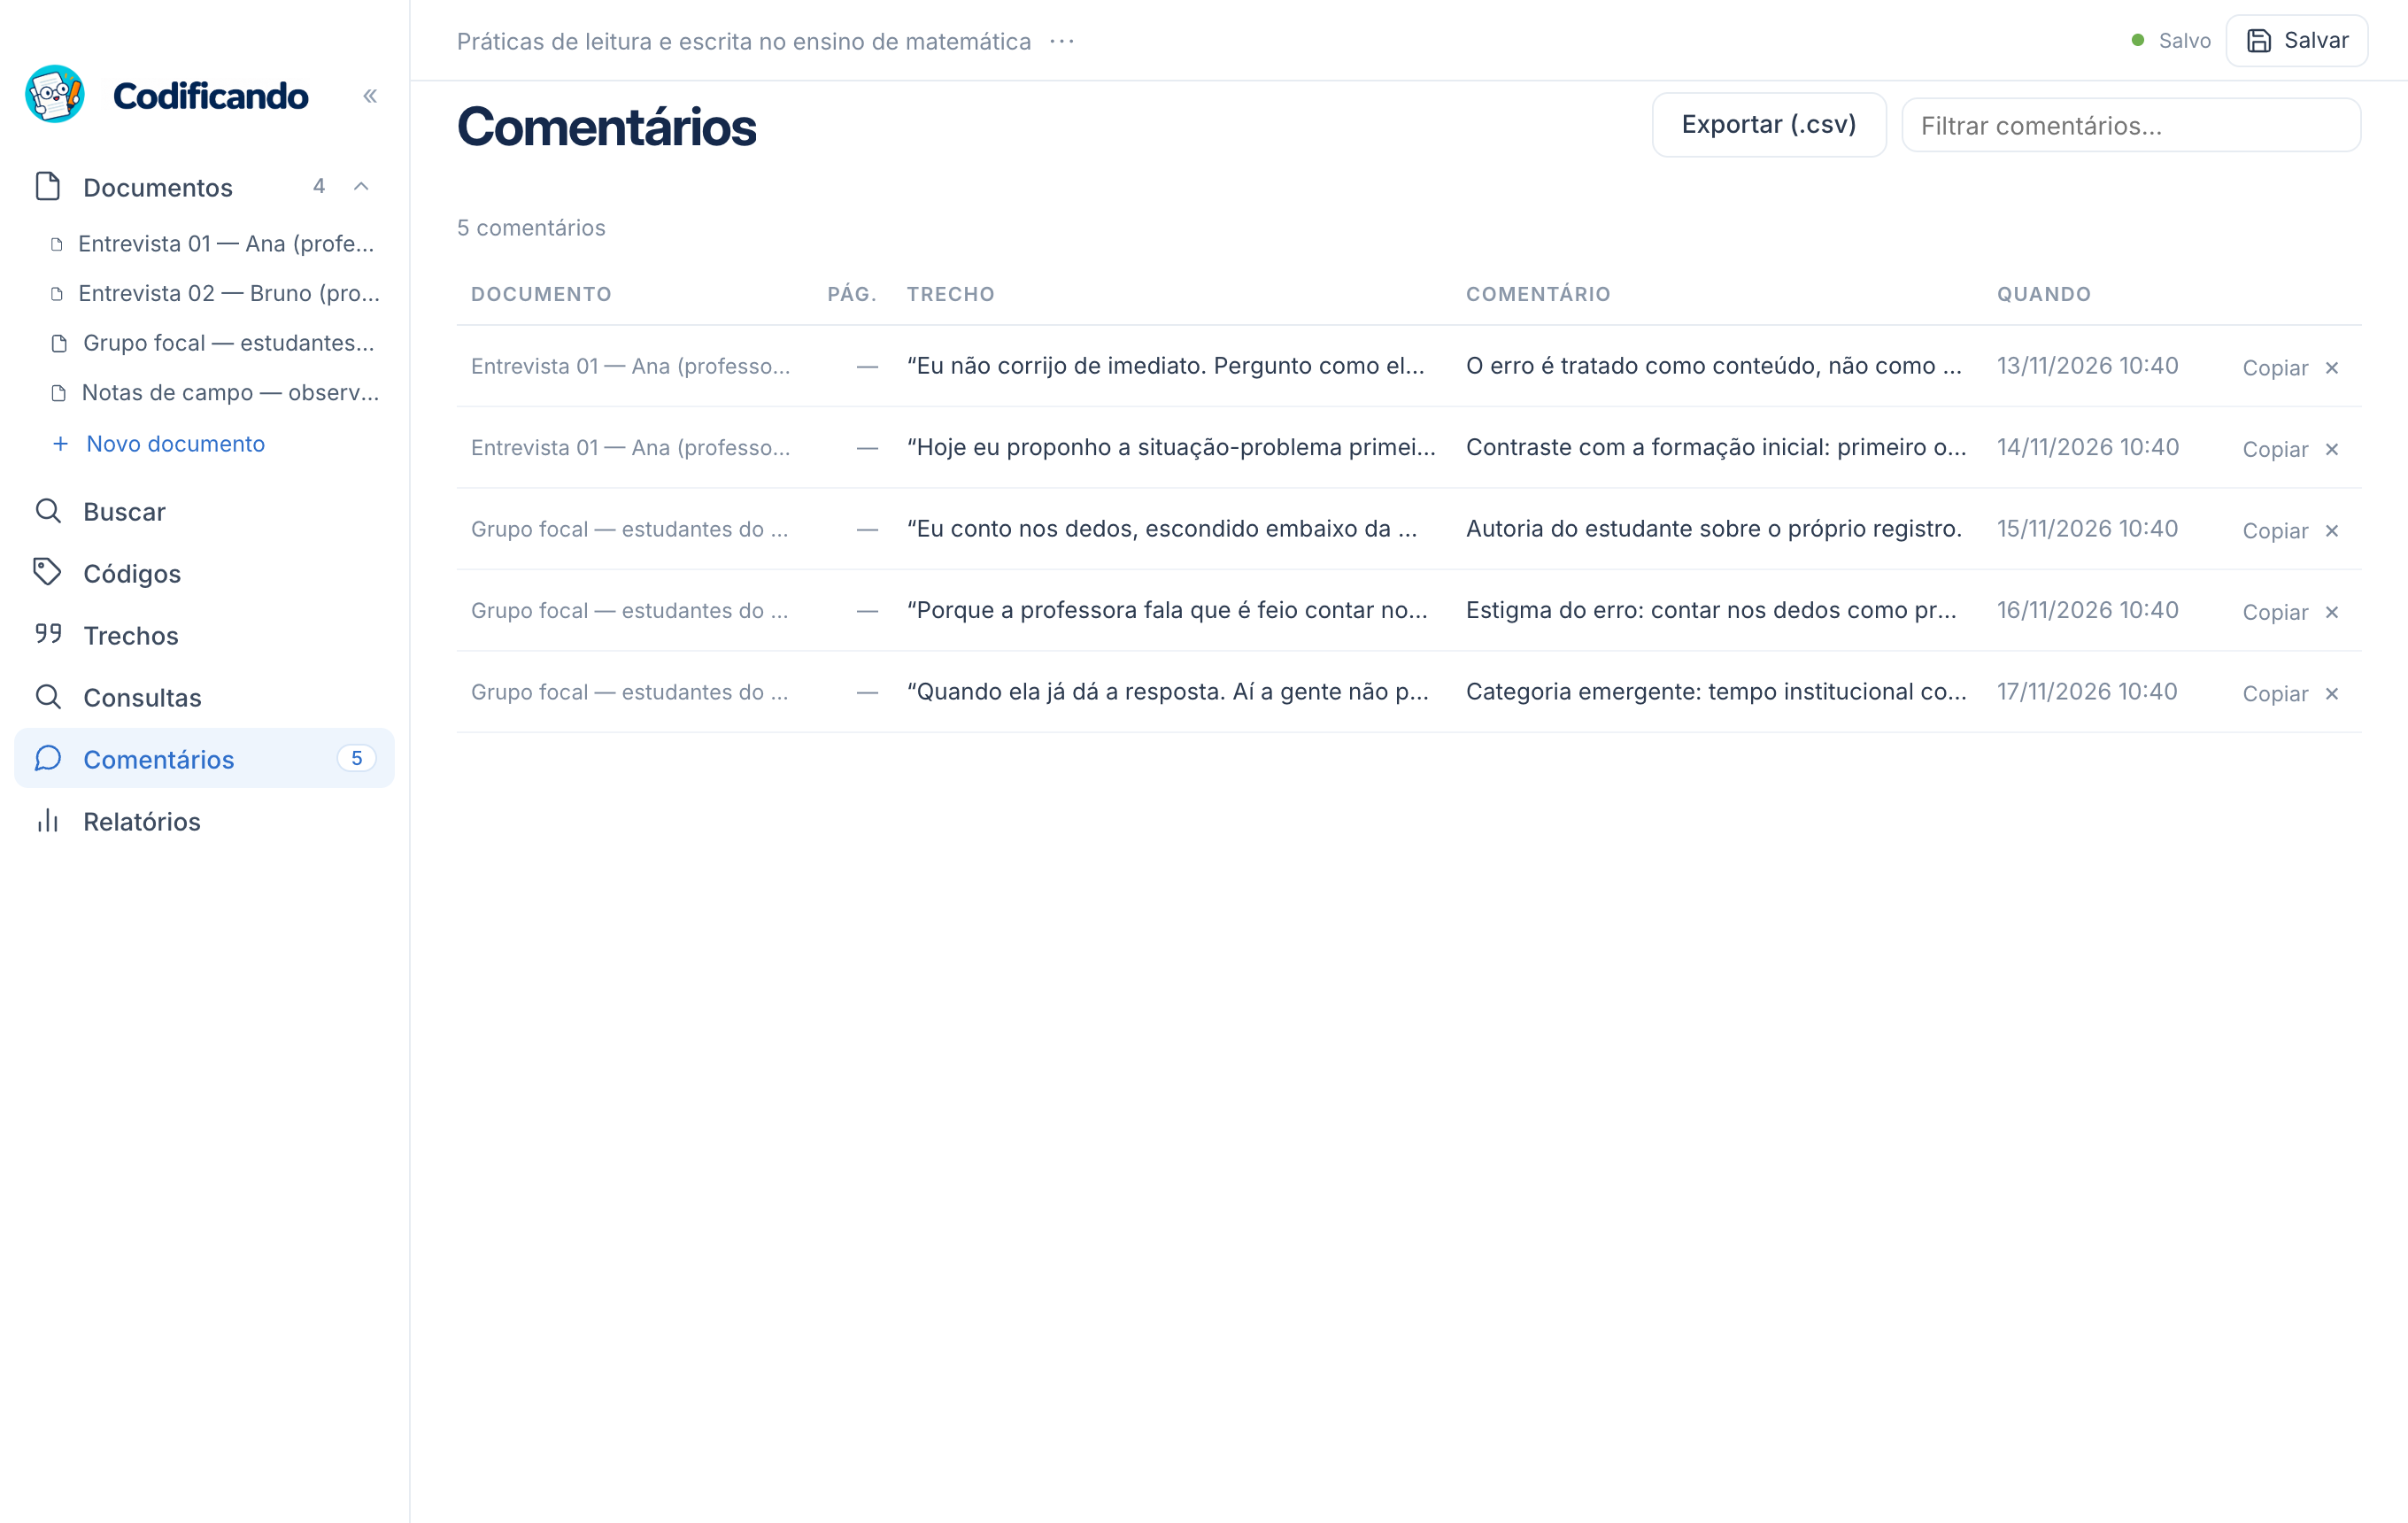 Codificando
«
Documentos 4
Entrevista 01 — Ana (profe...
Entrevista 02 — Bruno (pro...
Grupo focal — estudantes...
Notas de campo — observ...
+ Novo documento
Buscar
Códigos
Trechos
Consultas
Comentários 5
Relatórios
Práticas de leitura e escrita no ensino de matemática ···
Salvo Salvar
Comentários
Exportar (.csv) Filtrar comentários...
5 comentários
DOCUMENTO PÁG. TRECHO COMENTÁRIO QUANDO
Entrevista 01 — Ana (professo... — “Eu não corrijo de imediato. Pergunto como el... O erro é tratado como conteúdo, não como ... 13/11/2026 10:40 Copiar ×
Entrevista 01 — Ana (professo... — “Hoje eu proponho a situação-problema primei... Contraste com a formação inicial: primeiro o... 14/11/2026 10:40 Copiar ×
Grupo focal — estudantes do ... — “Eu conto nos dedos, escondido embaixo da ... Autoria do estudante sobre o próprio registro. 15/11/2026 10:40 Copiar ×
Grupo focal — estudantes do ... — “Porque a professora fala que é feio contar no... Estigma do erro: contar nos dedos como pr... 16/11/2026 10:40 Copiar ×
Grupo focal — estudantes do ... — “Quando ela já dá a resposta. Aí a gente não p... Categoria emergente: tempo institucional co... 17/11/2026 10:40 Copiar ×